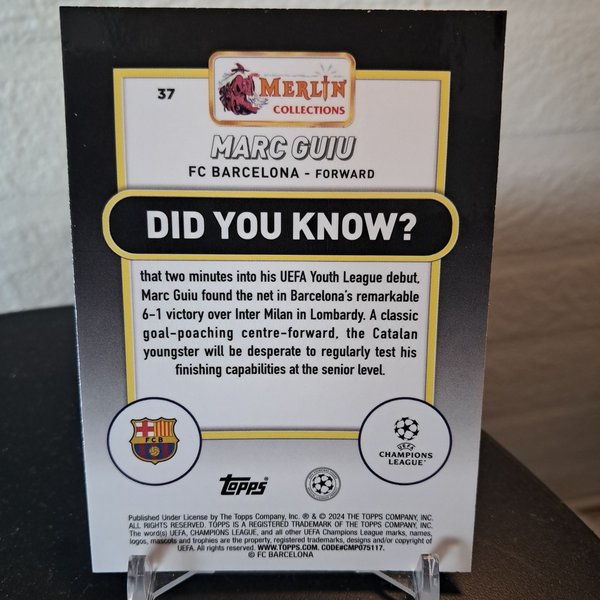 37
MERLIN
COLLECTIONS
MARC GUIU
FC BARCELONA - FORWARD
DID YOU KNOW?
that two minutes into his UEFA Youth League debut,
Marc Guiu found the net in Barcelona's remarkable
6-1 victory over Inter Milan in Lombardy. A classic
goal-poaching centre-forward, the Catalan
youngster will be desperate to regularly test his
finishing capabilities at the senior level.
FCB
UEFA
CHAMPIONS
LEAGUE
Topps
Published Under License by The Topps Company, Inc. ® & © 2024 THE TOPPS COMPANY, INC.
ALL RIGHTS RESERVED. TOPPS IS A REGISTERED TRADEMARK OF THE TOPPS COMPANY, INC.
The word(s) UEFA, CHAMPIONS LEAGUE, and all other UEFA Champions League marks, names,
logos, mascots and trophies are the property, registered trademarks, designs and/or copyright of
UEFA. All rights reserved. WWW.TOPPS.COM. CODE#CMP075117.
© FC BARCELONA